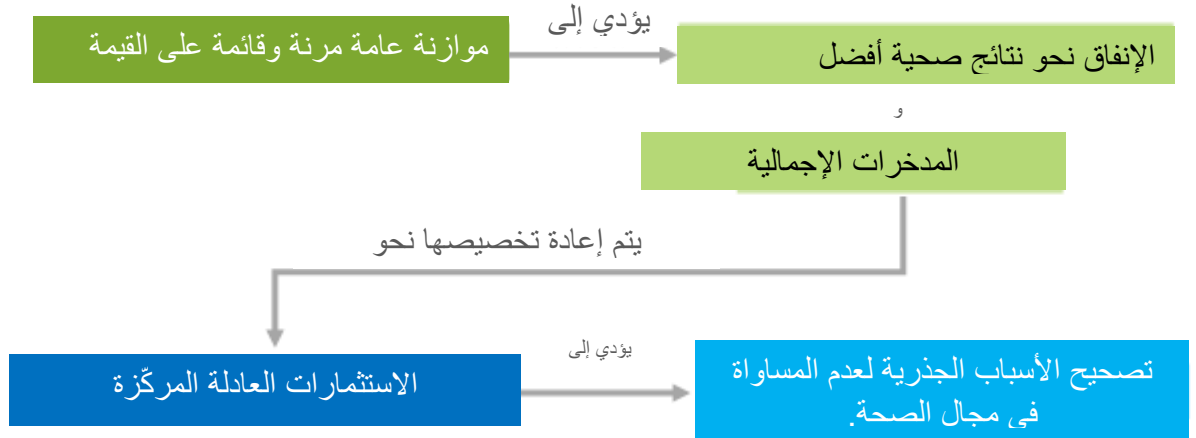 موازنة عامة مرنة وقائمة على القيمة
يؤدي إلى
الإنفاق نحو نتائج صحية أفضل
و
المدخرات الإجمالية
يتم إعادة تخصيصها نحو
الاستثمارات العادلة المركّزة
يؤدي إلى
تصحيح الأسباب الجذرية لعدم المساواة
في مجال الصحة.